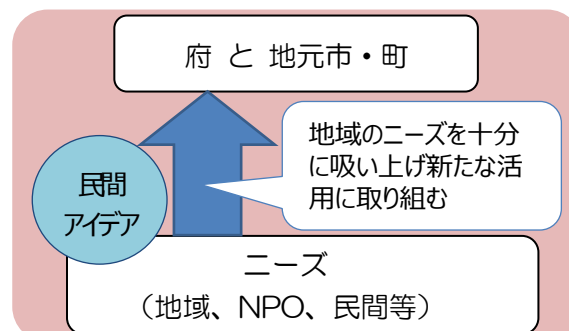 府 と 地元市・町
地域のニーズを十分
に吸い上げ新たな活
用に取り組む
民間
アイデア
ニーズ
（地域、NPO、民間等）